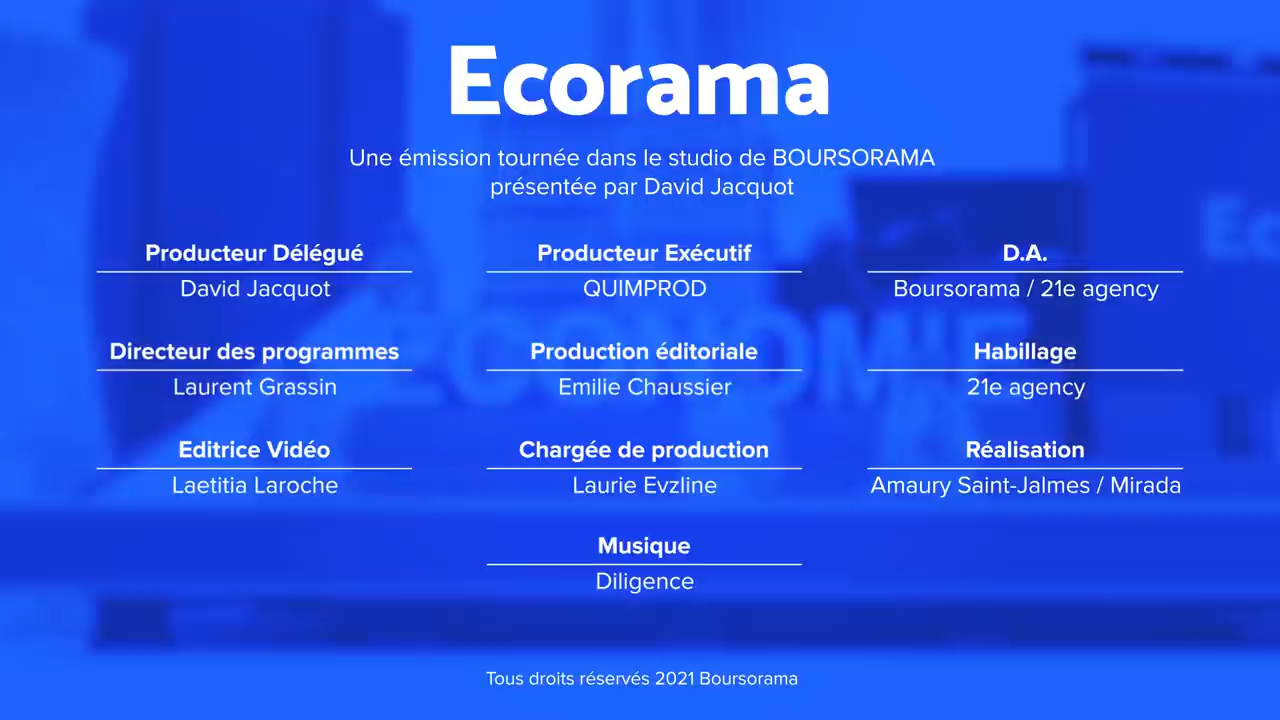 Ecorama
Une émission tournée dans le studio de BOURSORAMA
présentée par David Jacquot
Producteur Délégué
David Jacquot
Producteur Exécutif
QUIMPROD
D.A.
Boursorama / 21e agency
Directeur des programmes
Laurent Grassin
Production éditoriale
Emilie Chaussier
Habillage
21e agency
Editrice Vidéo
Laetitia Laroche
Chargée de production
Laurie Evzline
Réalisation
Amaury Saint-Jalmes / Mirada
Musique
Diligence
Tous droits réservés 2021 Boursorama
ECONOMIE
Ec